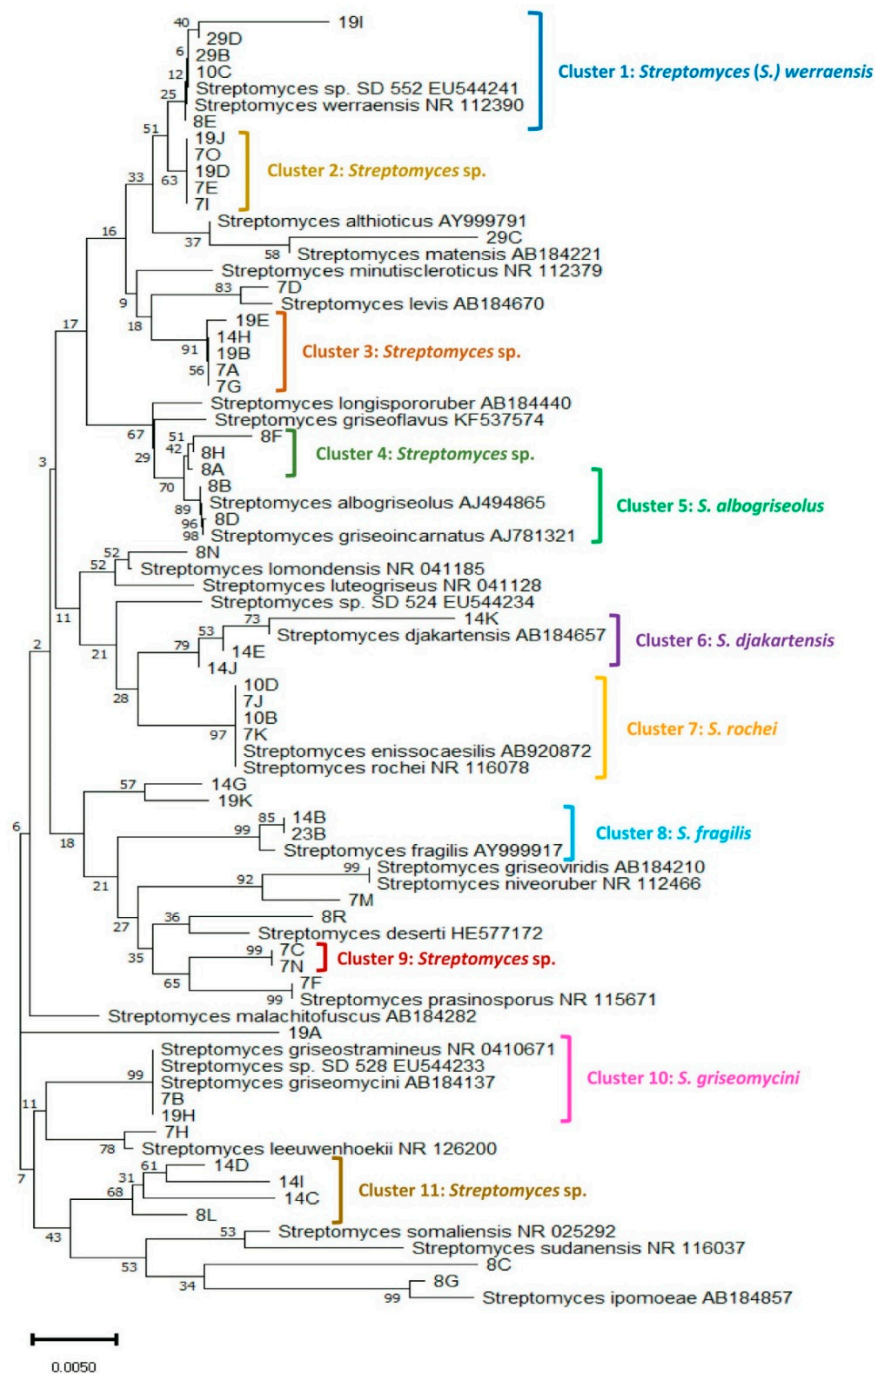 40
19I
29D
6
29B
12
10C
Cluster 1: Streptomyces (S.) werraensis
Streptomyces sp. SD 552 EU544241
25
Streptomyces werraensis NR 112390
8E
51
19J
7O
Cluster 2: Streptomyces sp.
63
19D
33
7E
7I
Streptomyces althioticus AY999791
16
37
29C
58
Streptomyces matensis AB184221
Streptomyces minutiscleroticus NR 112379
83
7D
9
Streptomyces levis AB184670
18
17
19E
14H
91
19B
Cluster 3: Streptomyces sp.
56
7A
7G
Streptomyces longispororuber AB184440
Streptomyces griseoflavus KF537574
67
51
8F
42
8H
Cluster 4: Streptomyces sp.
29
3
8A
70
8B
89
Streptomyces albogriseolus AJ494865
Cluster 5: S. albogriseolus
96
8D
98
Streptomyces griseoincarnatus AJ781321
52
8N
52
Streptomyces lomondensis NR 041185
Streptomyces luteogriseus NR 041128
Streptomyces sp. SD 524 EU544234
11
73
14K
53
Streptomyces djakartensis AB184657
Cluster 6: S. djakartensis
2
21
79
14E
14J
28
10D
7J
10B
97
7K
Cluster 7: S. rochei
Streptomyces enissocaesilis AB920872
Streptomyces rochei NR 116078
57
14G
19K
6
85
14B
99
23B
Cluster 8: S. fragilis
18
Streptomyces fragilis AY999917
99
Streptomyces griseoviridis AB184210
21
92
Streptomyces niveoruber NR 112466
7M
27
36
8R
Streptomyces deserti HE577172
35
99
7C
Cluster 9: Streptomyces sp.
7N
65
7F
99
Streptomyces prasinosporus NR 115671
Streptomyces malachitofuscus AB184282
19A
Streptomyces griseostramineus NR 0410671
Streptomyces sp. SD 528 EU544233
Cluster 10: S. griseomycini
99
Streptomyces griseomycini AB184137
7B
11
19H
7H
78
Streptomyces leeuwenhoekii NR 126200
7
61
14D
31
14I
Cluster 11: Streptomyces sp.
68
14C
8L
43
53
Streptomyces somaliensis NR 025292
Streptomyces sudanensis NR 116037
53
8C
34
8G
99
Streptomyces ipomoeae AB184857
0.0050